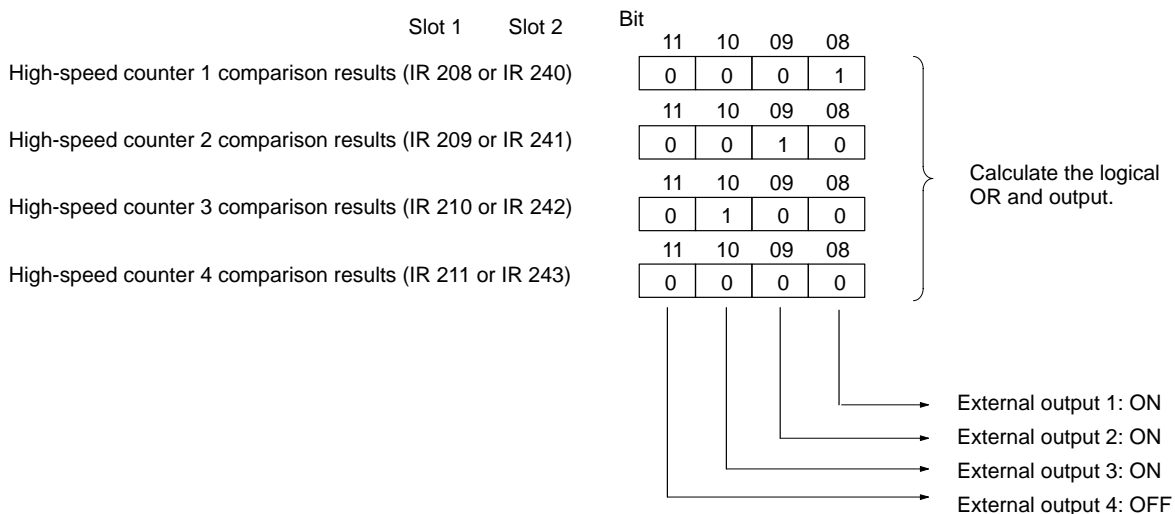 Slot 1 Slot 2 Bit
11 10 09 08
High-speed counter 1 comparison results (IR 208 or IR 240) 0 0 0 1
11 10 09 08
High-speed counter 2 comparison results (IR 209 or IR 241) 0 0 1 0
Calculate the logical
OR and output.
11 10 09 08
High-speed counter 3 comparison results (IR 210 or IR 242) 0 1 0 0
11 10 09 08
High-speed counter 4 comparison results (IR 211 or IR 243) 0 0 0 0
External output 1: ON
External output 2: ON
External output 3: ON
External output 4: OFF